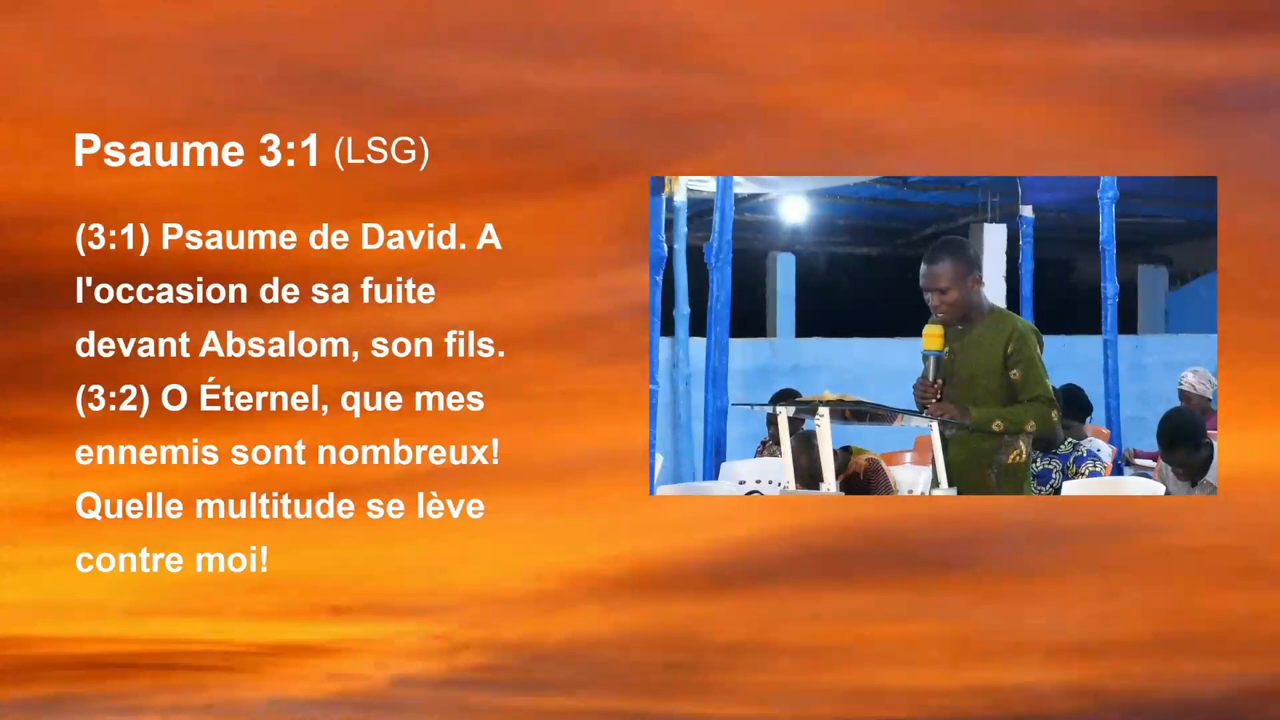 Psaume 3:1 (LSG)
(3:1) Psaume de David. A
l'occasion de sa fuite
devant Absalom, son fils.
(3:2) O Éternel, que mes
ennemis sont nombreux!
Quelle multitude se lève
contre moi!